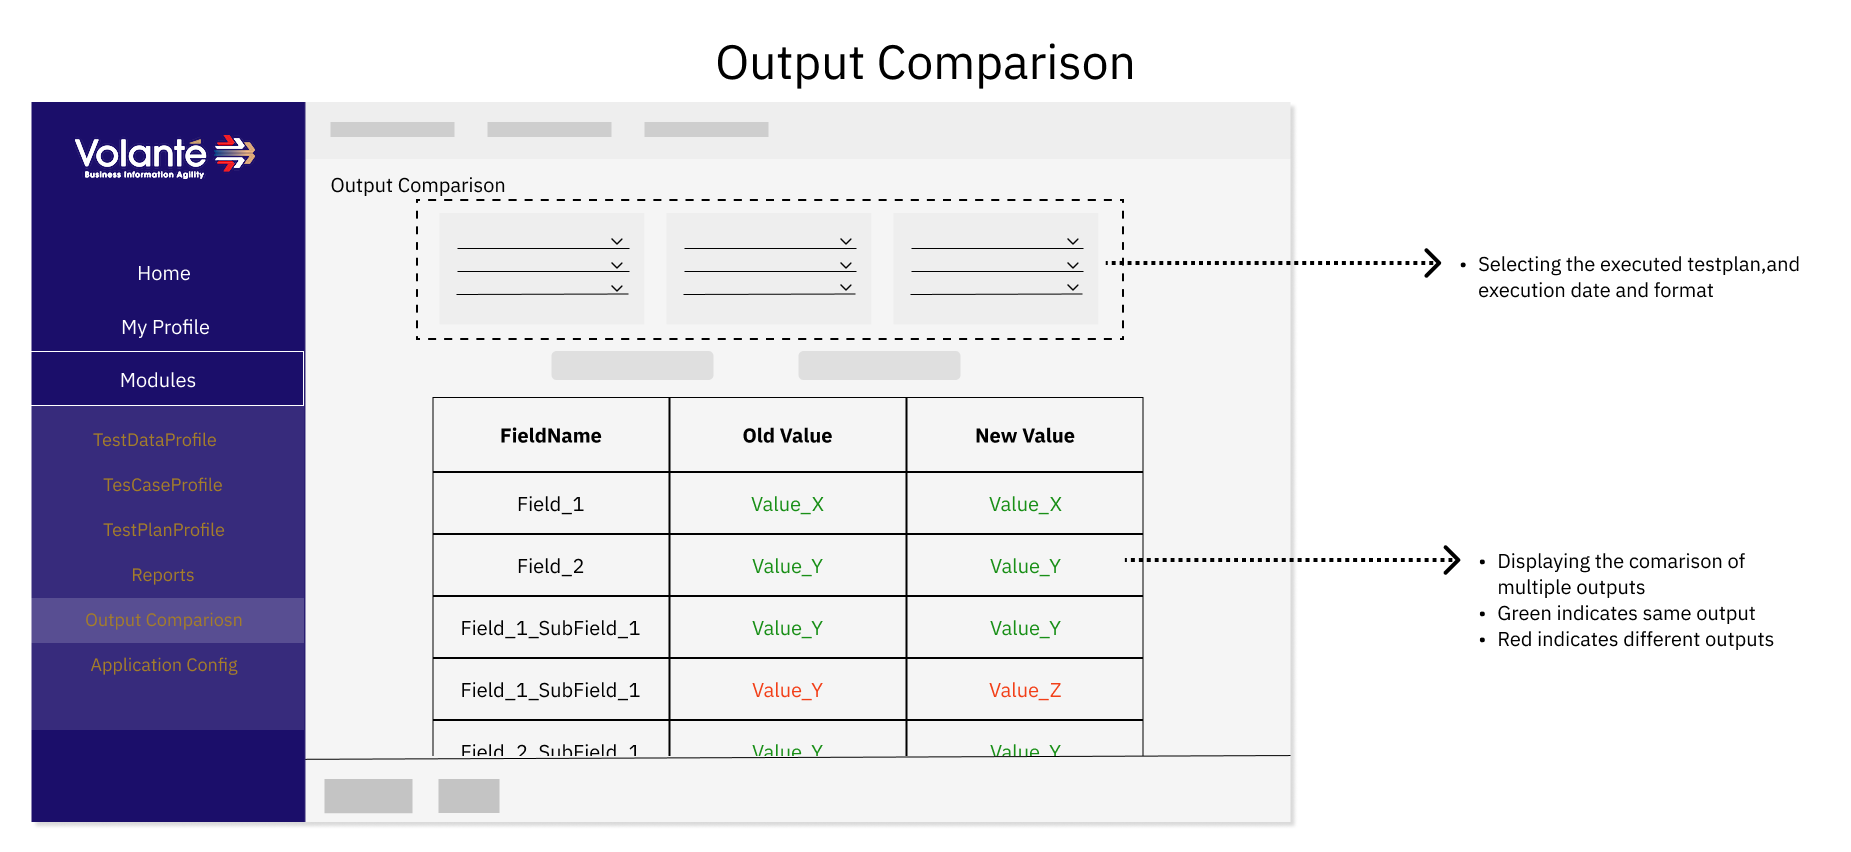 Output Comparison
Volanté
Business Information Agility
Home
My Profile
Modules
TestDataProfile
TesCaseProfile
TestPlanProfile
Reports
Output Compariosn
Application Config
Output Comparison
FieldName Old Value New Value
Field_1 Value_X Value_X
Field_2 Value_Y Value_Y
Field_1_SubField_1 Value_Y Value_Y
Field_1_SubField_1 Value_Y Value_Z
Field_2_SubField_1 Value_Y Value_Y
• Selecting the executed testplan,and
execution date and format
• Displaying the comarison of
multiple outputs
• Green indicates same output
• Red indicates different outputs